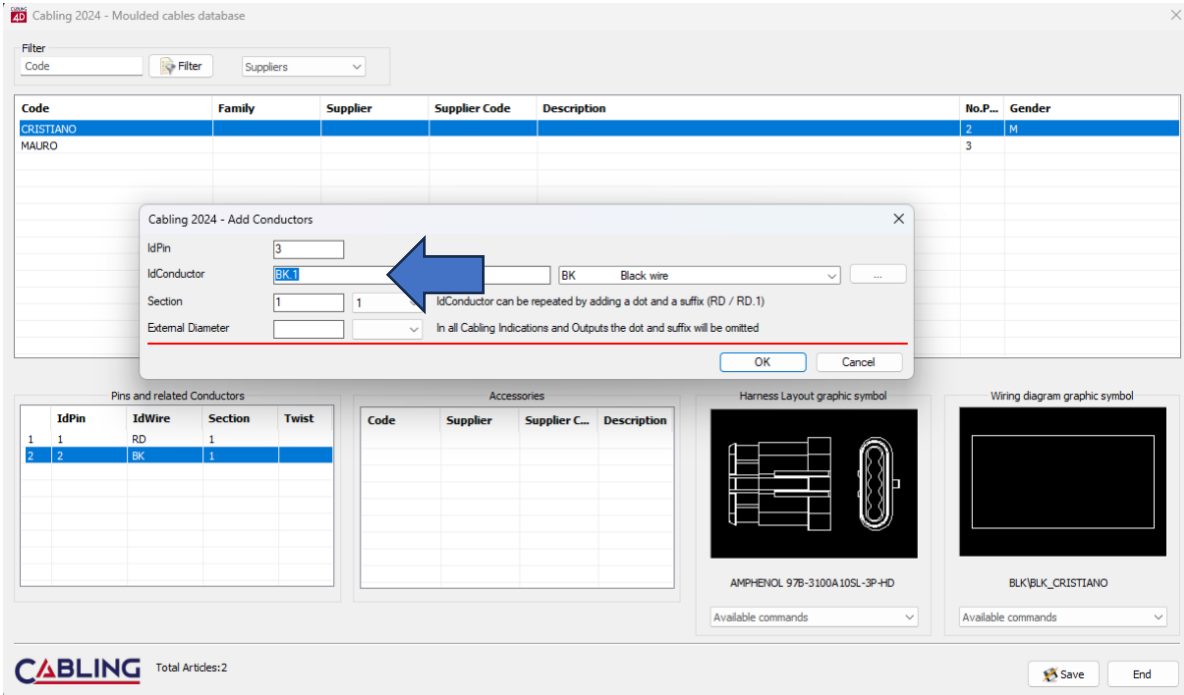 CABLING 4D Cabling 2024 - Moulded cables database
Filter
Code Filter Suppliers
Code Family Supplier Supplier Code Description No.P... Gender
CRISTIANO 2 M
MAURO 3
Cabling 2024 - Add Conductors
IdPin 3
IdConductor BK.1 BK Black wire ...
Section 1 1 IdConductor can be repeated by adding a dot and a suffix (RD / RD.1)
External Diameter In all Cabling Indications and Outputs the dot and suffix will be omitted
OK Cancel
Pins and related Conductors
IdPin IdWire Section Twist
1 1 RD 1
2 2 BK 1
Accessories
Code Supplier Supplier C... Description
Harness Layout graphic symbol
AMPHENOL 97B-3100A10SL-3P-HD
Available commands
Wiring diagram graphic symbol
BLK\BLK_CRISTIANO
Available commands
CABLING Total Articles:2
Save End